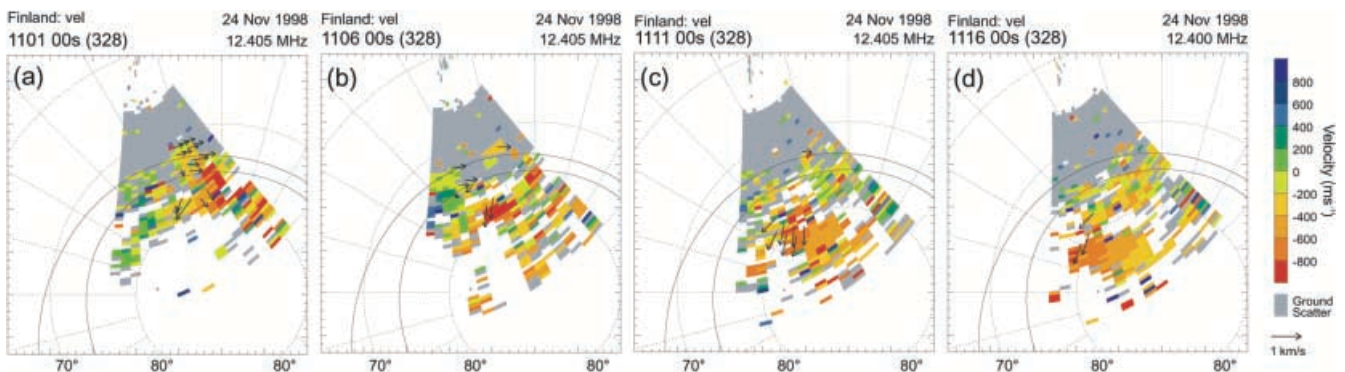 Finland: vel 24 Nov 1998
1101 00s (328) 12.405 MHz
(a)
70° 80° 80°
Finland: vel 24 Nov 1998
1106 00s (328) 12.405 MHz
(b)
70° 80° 80°
Finland: vel 24 Nov 1998
1111 00s (328) 12.405 MHz
(c)
70° 80° 80°
Finland: vel 24 Nov 1998
1116 00s (328) 12.400 MHz
(d)
70° 80° 80°
800
600
400
200
0
-200
-400
-600
-800
Velocity (ms⁻¹)
Ground
Scatter
1 km/s